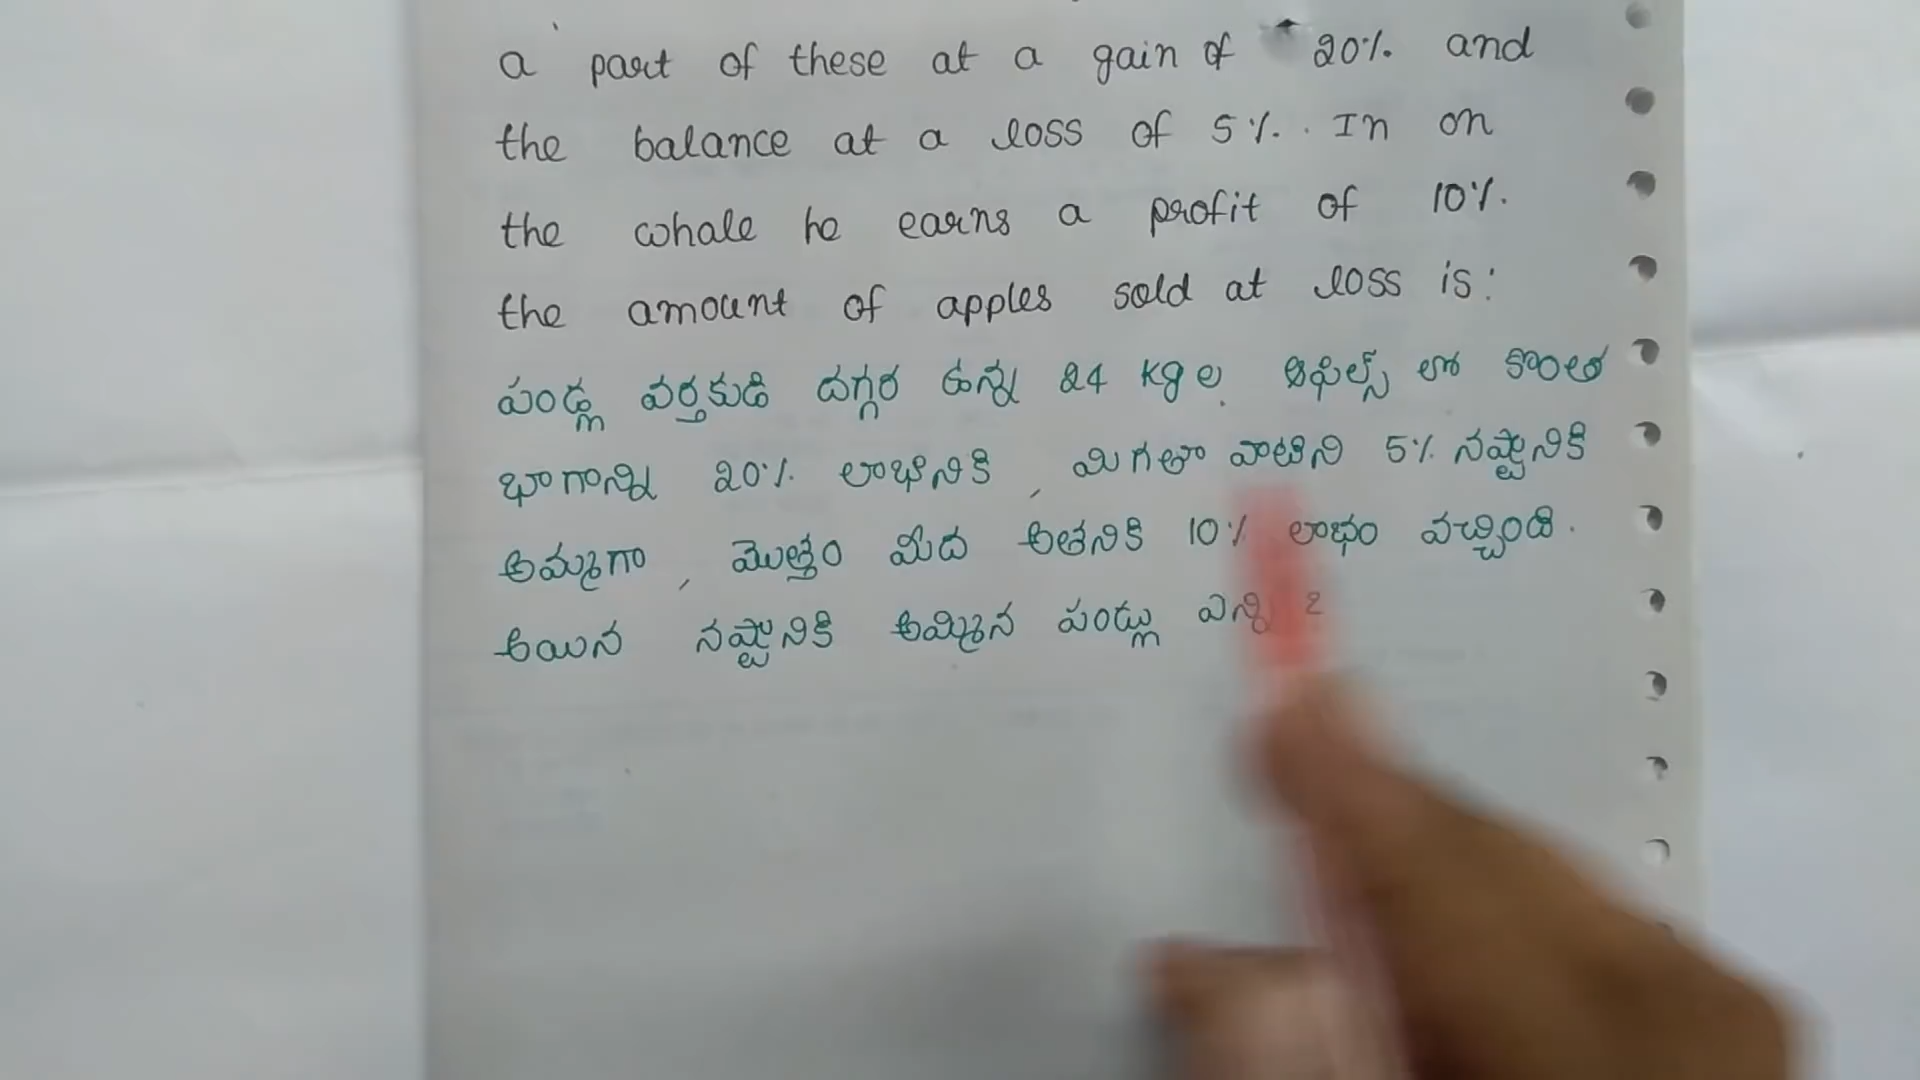 a part of these at a gain of 20%. and
the balance at a loss of 5%. In on
the whale he earns a profit of 10%.
the amount of apples sold at loss is:
పండ్ల వర్తకుడి దగ్గర ఉన్న 24 kg ల ఆఫిల్స్ లో కొంత
భాగాన్ని 20%. లాభానికి, మిగతా వాటిని 5%. నష్టానికి
అమ్మగా, మొత్తం మీద అతనికి 10% లాభం వచ్చింది.
అయిన నష్టానికి అమ్మిన పండ్లు ఎన్ని ?